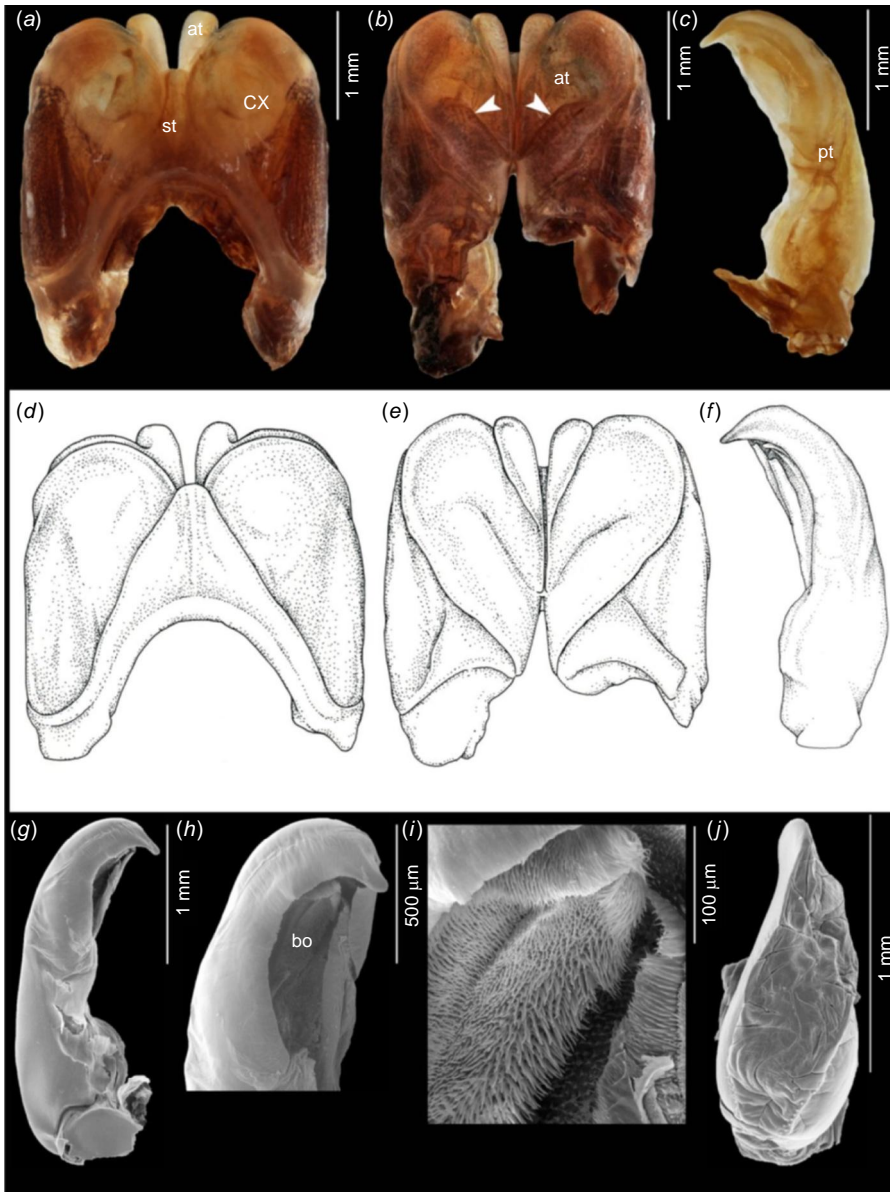 (a)
at
CX
st
1 mm
(b)
at
1 mm
(c)
pt
1 mm
(d)
(e)
(f)
(g)
1 mm
(h)
bo
500 μm
(i)
100 μm
(j)
1 mm